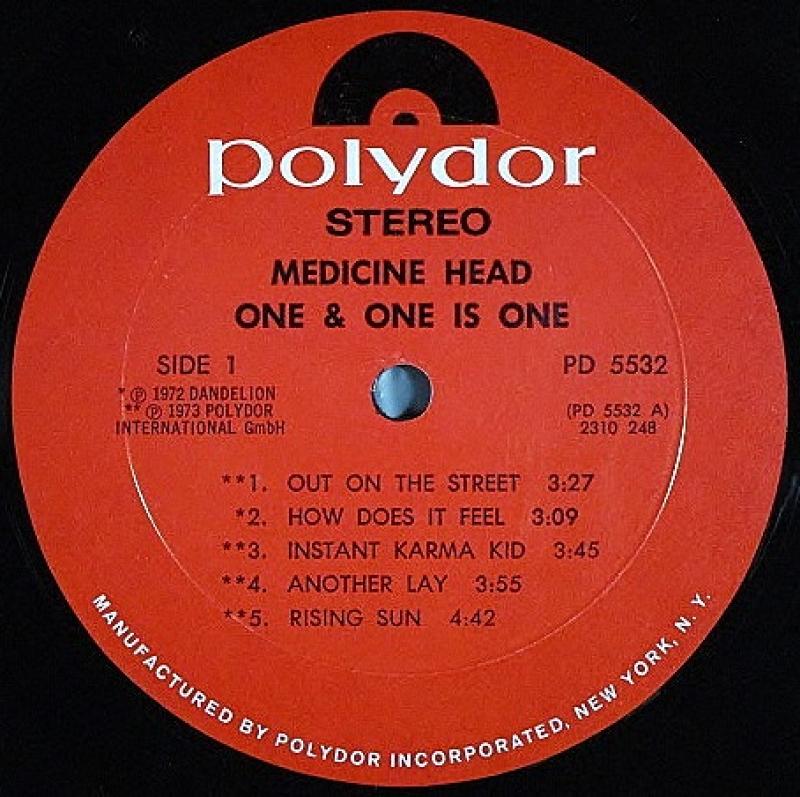 polydor
STEREO
MEDICINE HEAD
ONE & ONE IS ONE
SIDE 1
PD 5532
* ℗ 1972 DANDELION
** ℗ 1973 POLYDOR
INTERNATIONAL GmbH
(PD 5532 A)
2310 248
**1. OUT ON THE STREET 3:27
*2. HOW DOES IT FEEL 3:09
**3. INSTANT KARMA KID 3:45
**4. ANOTHER LAY 3:55
**5. RISING SUN 4:42
MANUFACTURED BY POLYDOR INCORPORATED, NEW YORK, N. Y.